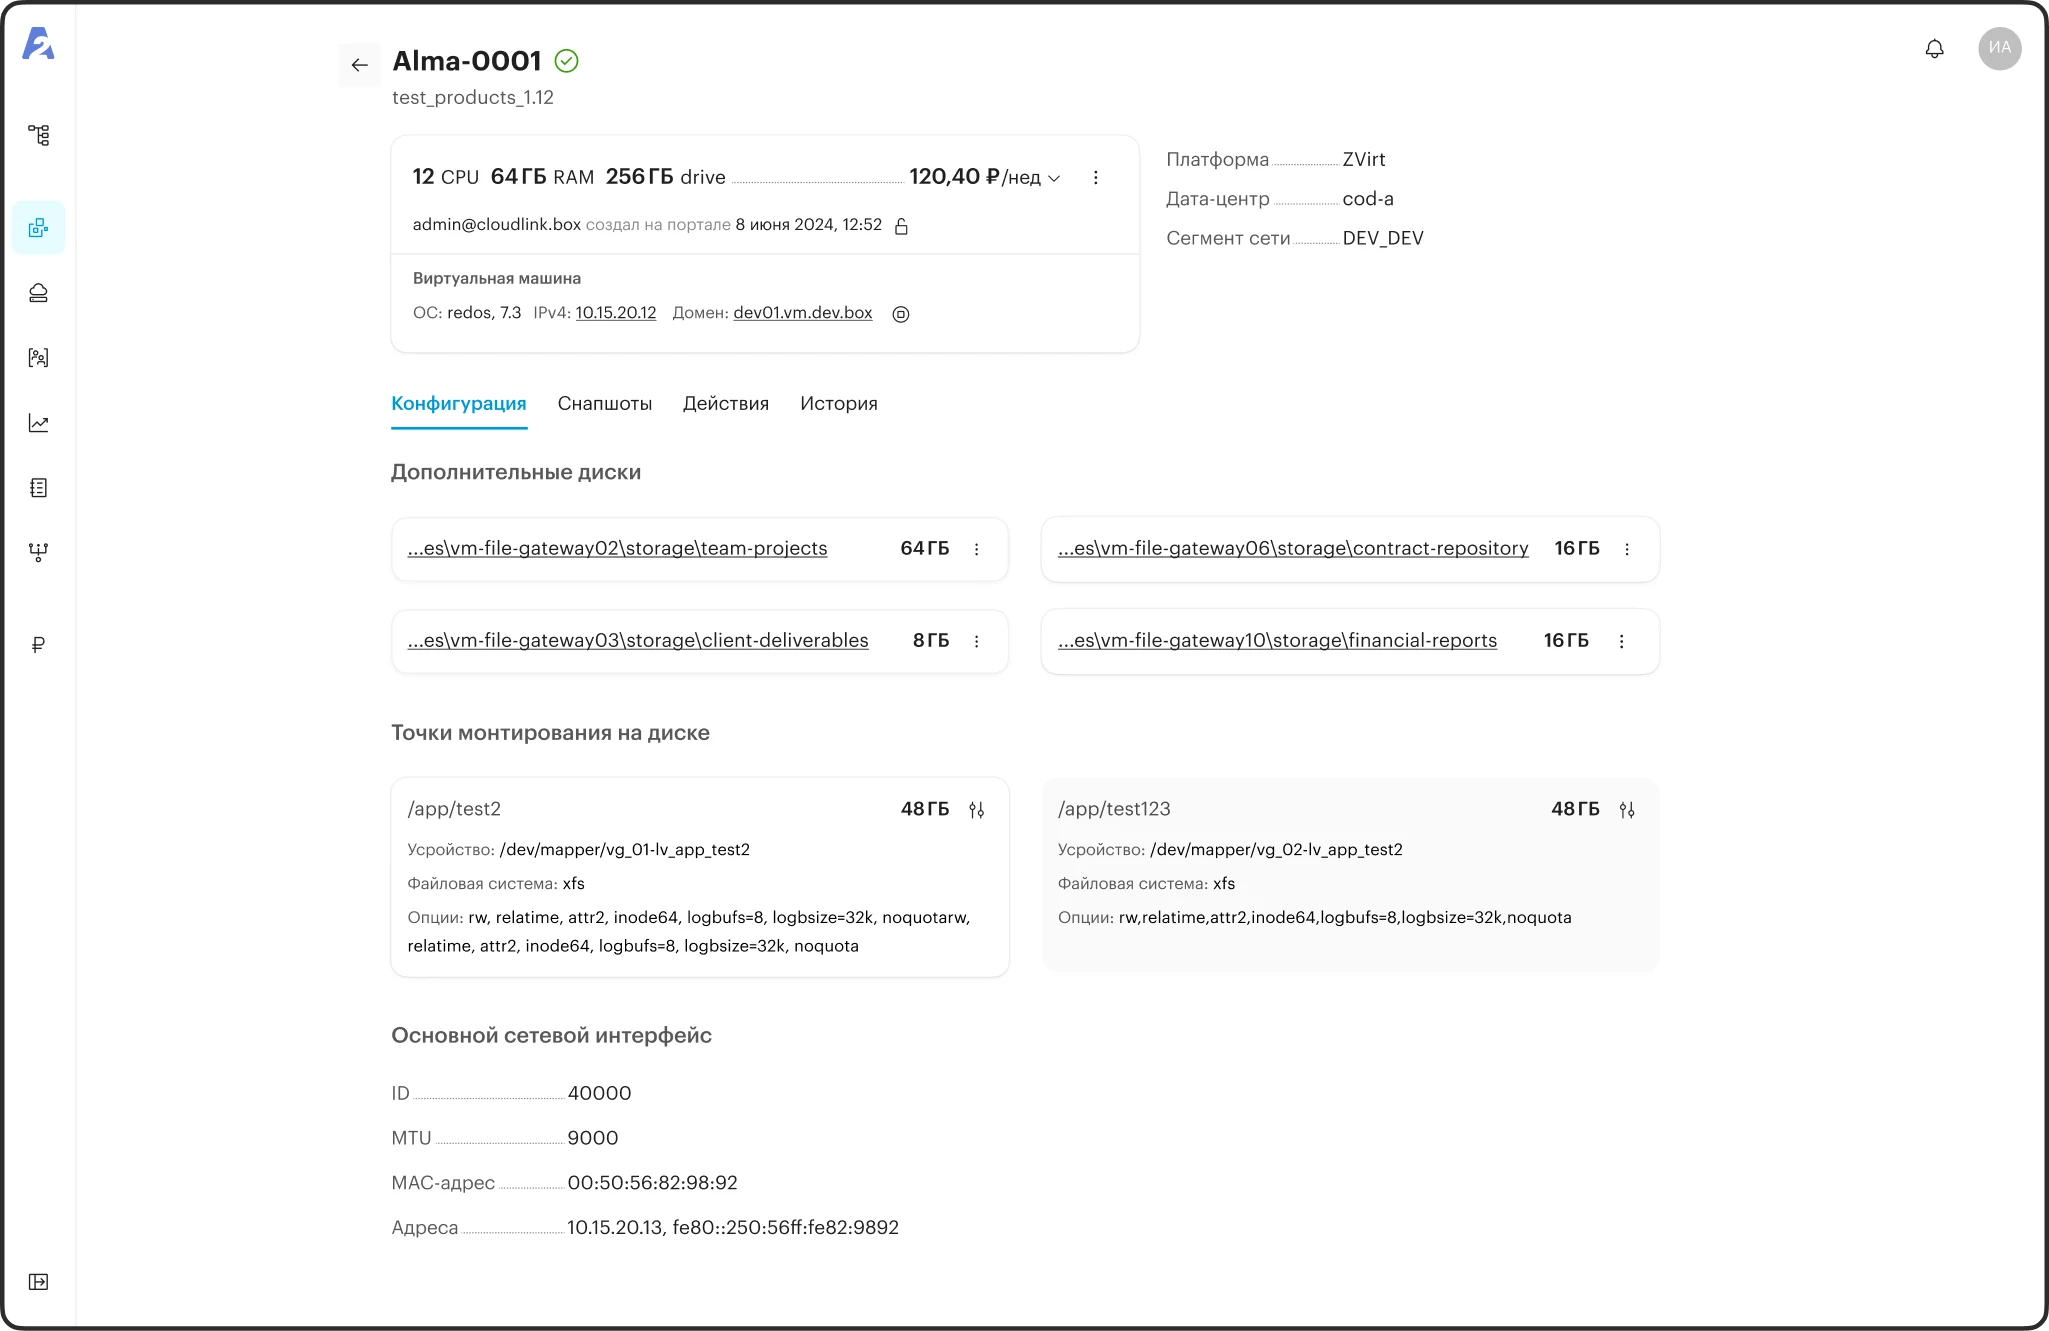 Alma-0001
ИА
test_products_1.12
12 CPU 64 ГБ RAM 256 ГБ drive 120,40 ₽/нед
admin@cloudlink.box создал на портале 8 июня 2024, 12:52
Виртуальная машина
ОС: redos, 7.3 IPv4: 10.15.20.12 Домен: dev01.vm.dev.box
Платформа ZVirt
Дата-центр cod-a
Сегмент сети DEV_DEV
Конфигурация Снапшоты Действия История
Дополнительные диски
...es\vm-file-gateway02\storage\team-projects 64 ГБ
...es\vm-file-gateway06\storage\contract-repository 16 ГБ
...es\vm-file-gateway03\storage\client-deliverables 8 ГБ
...es\vm-file-gateway10\storage\financial-reports 16 ГБ
Точки монтирования на диске
/app/test2 48 ГБ
Усройство: /dev/mapper/vg_01-lv_app_test2
Файловая система: xfs
Опции: rw, relatime, attr2, inode64, logbufs=8, logbsize=32k, noquotarw,
relatime, attr2, inode64, logbufs=8, logbsize=32k, noquota
/app/test123 48 ГБ
Усройство: /dev/mapper/vg_02-lv_app_test2
Файловая система: xfs
Опции: rw,relatime,attr2,inode64,logbufs=8,logbsize=32k,noquota
Основной сетевой интерфейс
ID 40000
MTU 9000
MAC-адрес 00:50:56:82:98:92
Адреса 10.15.20.13, fe80::250:56ff:fe82:9892